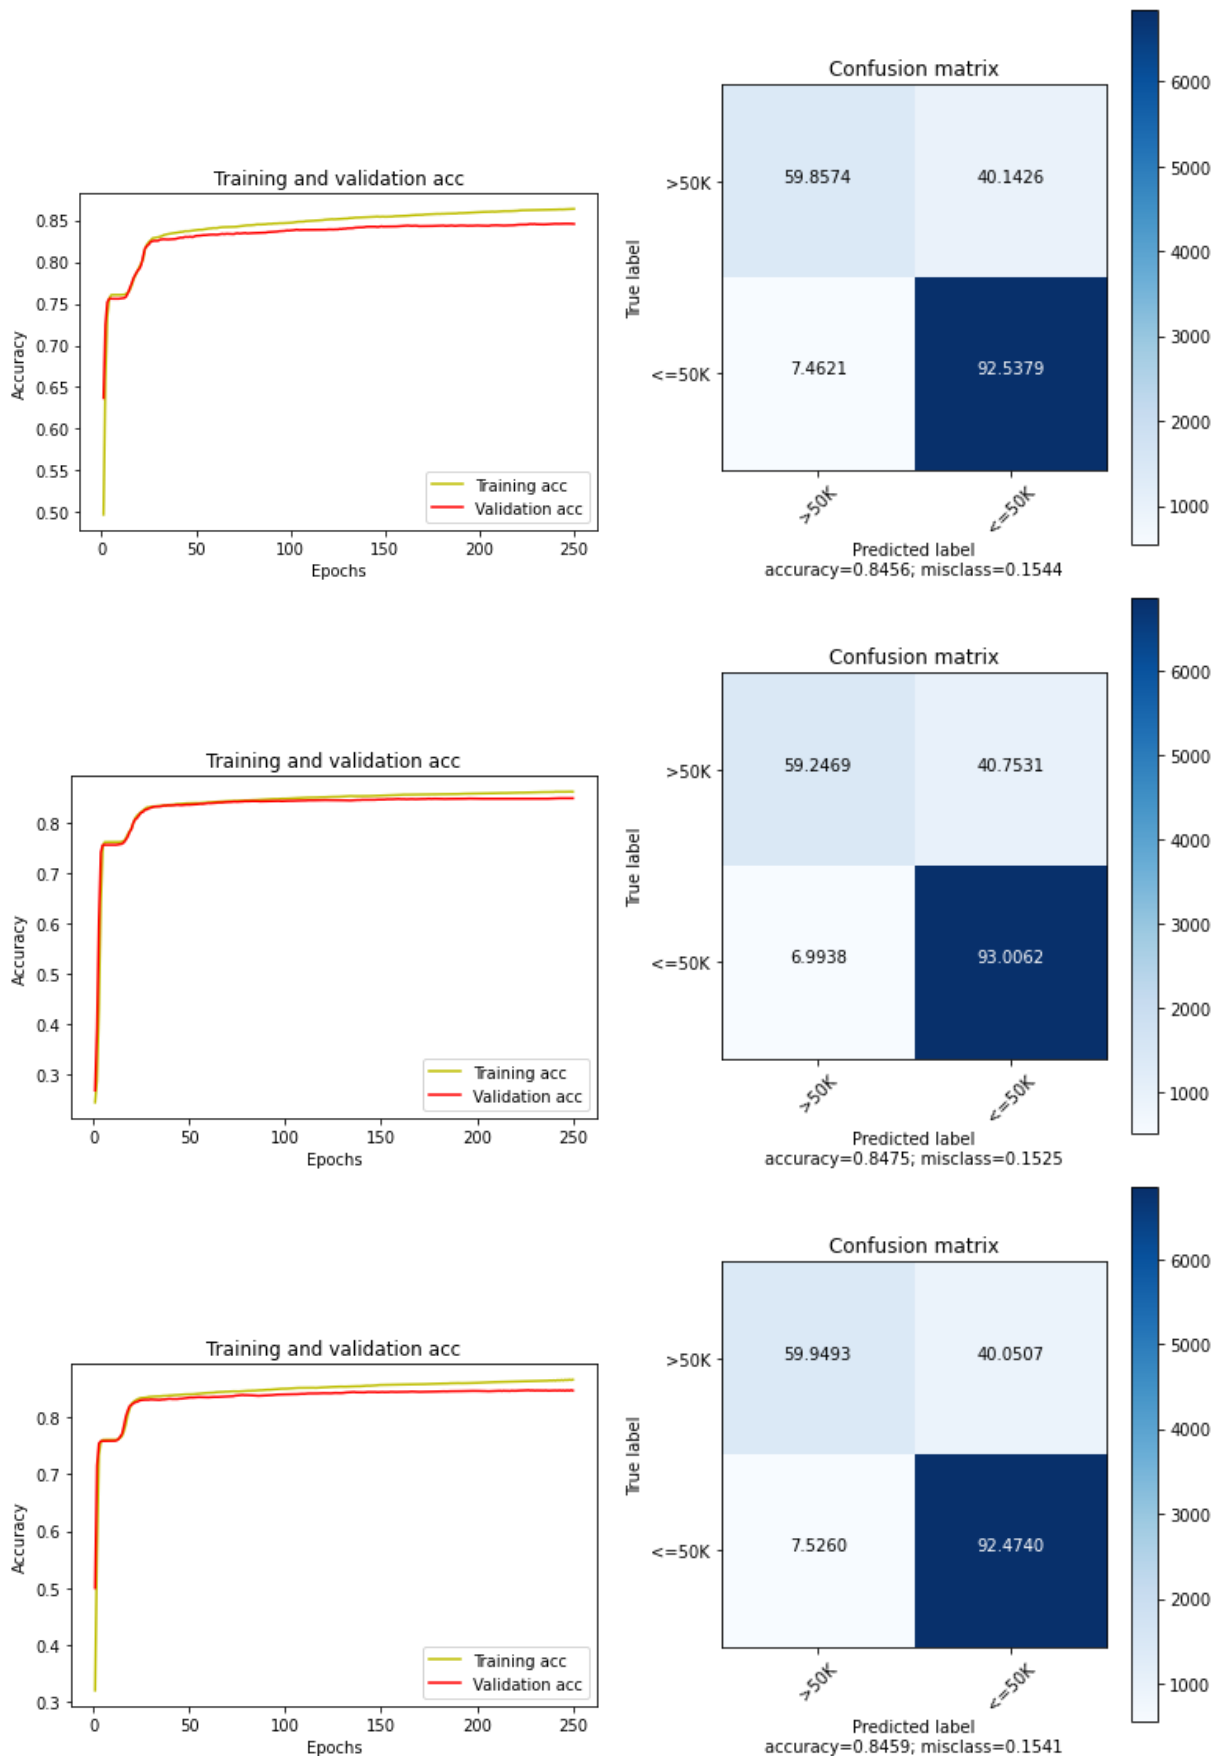 Training and validation acc
0.85
0.80
0.75
0.70
0.65
0.60
0.55
0.50
Accuracy
0 50 100 150 200 250
Epochs
Training acc
Validation acc
Confusion matrix
>50K
<=50K
True label
59.8574 40.1426
7.4621 92.5379
>50K <=50K
Predicted label
accuracy=0.8456; misclass=0.1544
6000
5000
4000
3000
2000
1000
Training and validation acc
0.8
0.7
0.6
0.5
0.4
0.3
Accuracy
0 50 100 150 200 250
Epochs
Training acc
Validation acc
Confusion matrix
>50K
<=50K
True label
59.2469 40.7531
6.9938 93.0062
>50K <=50K
Predicted label
accuracy=0.8475; misclass=0.1525
6000
5000
4000
3000
2000
1000
Training and validation acc
0.8
0.7
0.6
0.5
0.4
0.3
Accuracy
0 50 100 150 200 250
Epochs
Training acc
Validation acc
Confusion matrix
>50K
<=50K
True label
59.9493 40.0507
7.5260 92.4740
>50K <=50K
Predicted label
accuracy=0.8459; misclass=0.1541
6000
5000
4000
3000
2000
1000